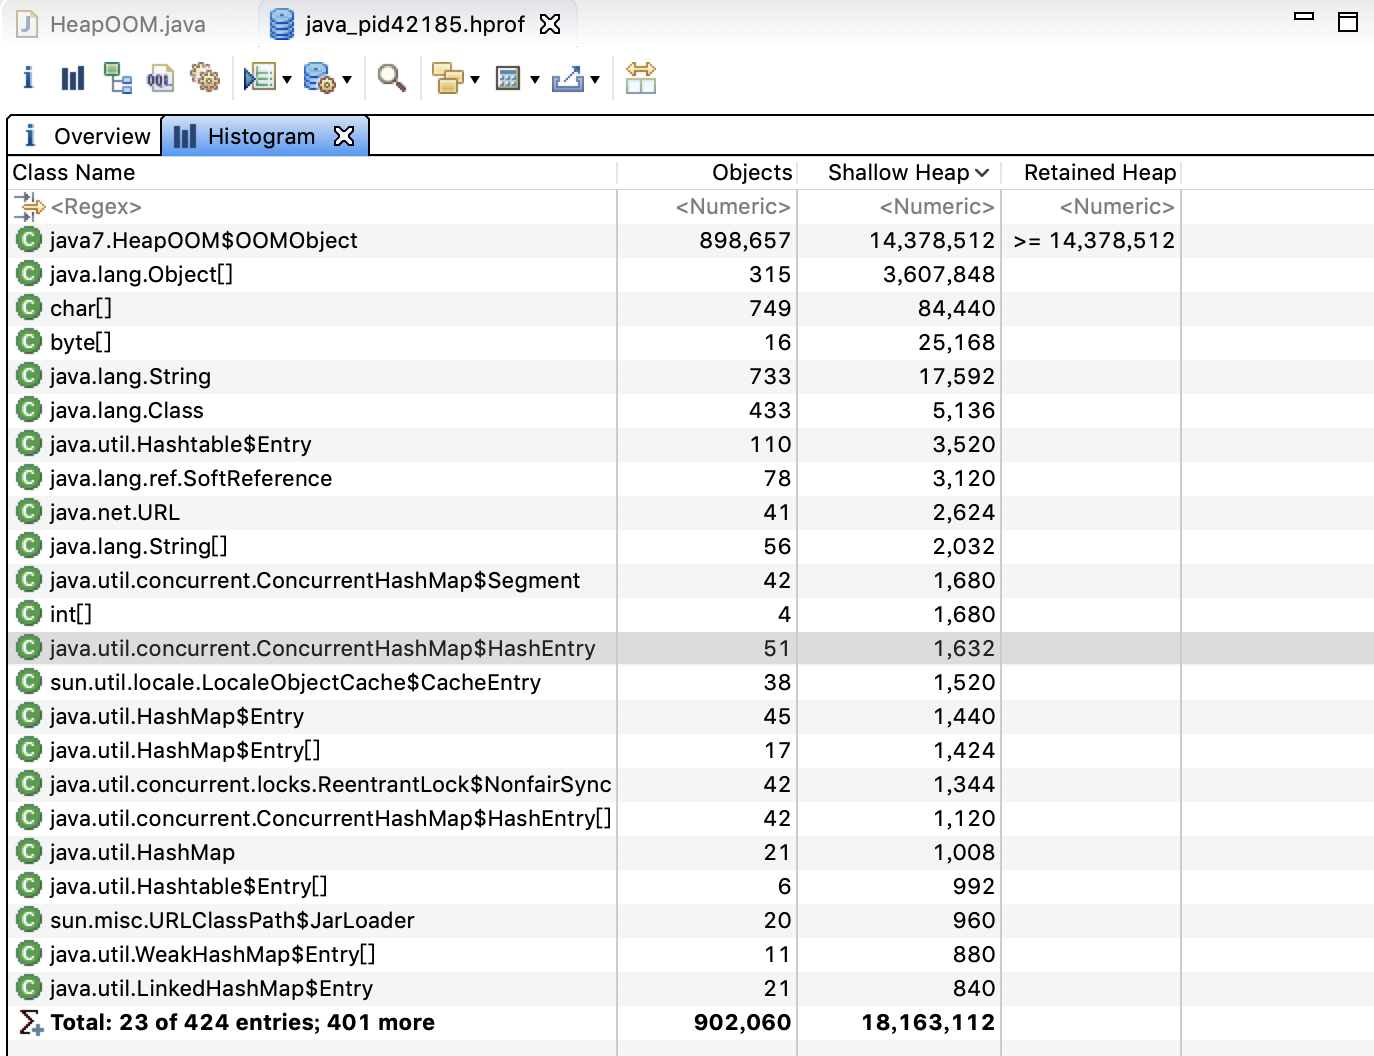 HeapOOM.java java_pid42185.hprof
OQL
Overview Histogram
Class Name Objects Shallow Heap Retained Heap
<Regex> <Numeric> <Numeric> <Numeric>
java7.HeapOOM$OOMObject 898,657 14,378,512 >= 14,378,512
java.lang.Object[] 315 3,607,848
char[] 749 84,440
byte[] 16 25,168
java.lang.String 733 17,592
java.lang.Class 433 5,136
java.util.Hashtable$Entry 110 3,520
java.lang.ref.SoftReference 78 3,120
java.net.URL 41 2,624
java.lang.String[] 56 2,032
java.util.concurrent.ConcurrentHashMap$Segment 42 1,680
int[] 4 1,680
java.util.concurrent.ConcurrentHashMap$HashEntry 51 1,632
sun.util.locale.LocaleObjectCache$CacheEntry 38 1,520
java.util.HashMap$Entry 45 1,440
java.util.HashMap$Entry[] 17 1,424
java.util.concurrent.locks.ReentrantLock$NonfairSync 42 1,344
java.util.concurrent.ConcurrentHashMap$HashEntry[] 42 1,120
java.util.HashMap 21 1,008
java.util.Hashtable$Entry[] 6 992
sun.misc.URLClassPath$JarLoader 20 960
java.util.WeakHashMap$Entry[] 11 880
java.util.LinkedHashMap$Entry 21 840
Total: 23 of 424 entries; 401 more 902,060 18,163,112